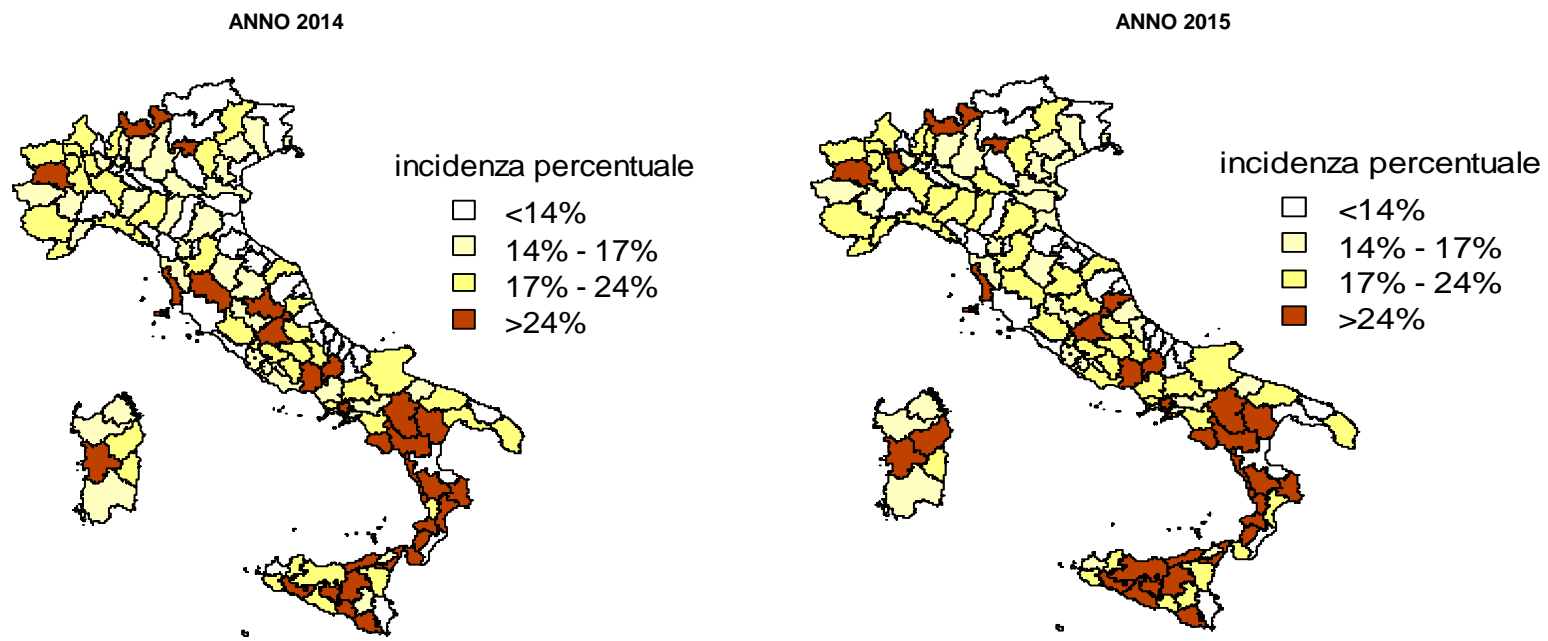 ANNO 2014
incidenza percentuale
<14%
14% - 17%
17% - 24%
>24%
ANNO 2015
incidenza percentuale
<14%
14% - 17%
17% - 24%
>24%